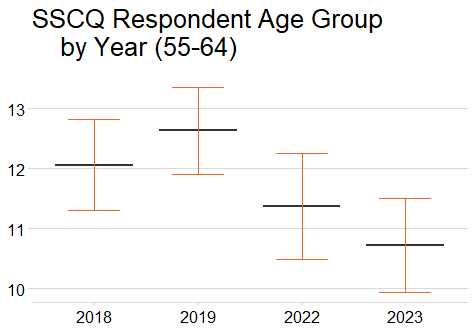 SSCQ Respondent Age Group
by Year (55-64)
13
12
11
10
2018 2019 2022 2023